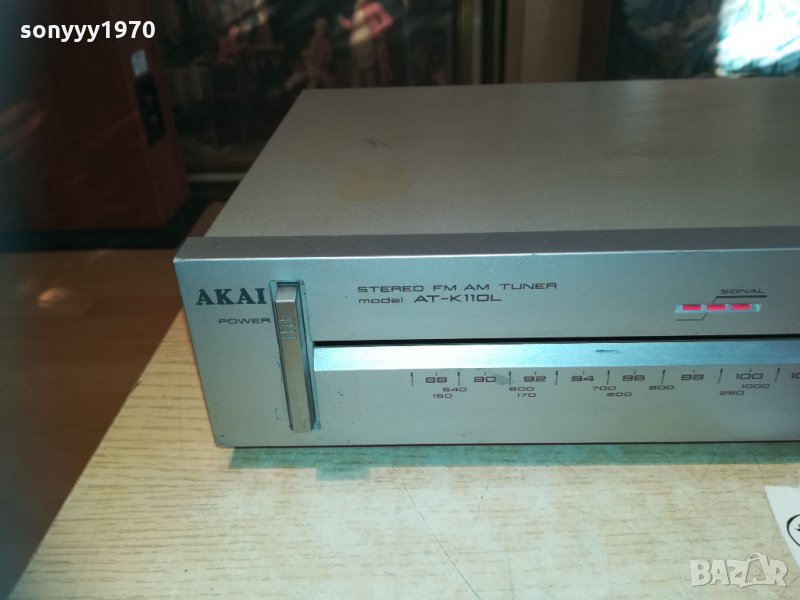 sonyyy1970
AKAI
POWER
STEREO FM AM TUNER
model AT-K110L
SIGNAL
88 90 92 94 96 98 100
540 600 700 800 1000
150 170 200 250
BAZAR